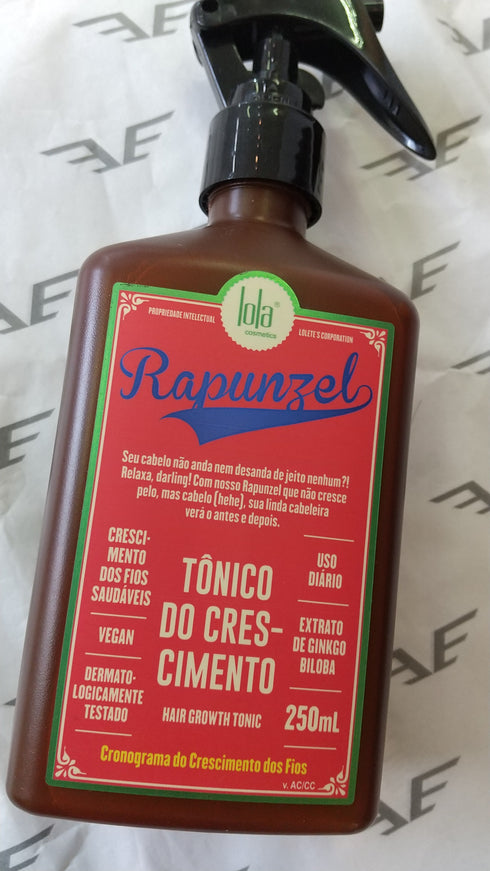 lola®
cosmetics
PROPRIEDADE INTELECTUAL
LOLETE'S CORPORATION
Rapunzel
Seu cabelo não anda nem desanda de jeito nenhum?!
Relaxa, darling! Com nosso Rapunzel que não cresce
pelo, mas cabelo (hehe), sua linda cabeleira
verá o antes e depois.
CRESCI-
MENTO
DOS FIOS
SAUDÁVEIS
VEGAN
DERMATO-
LOGICAMENTE
TESTADO
TÔNICO
DO CRES-
CIMENTO
HAIR GROWTH TONIC
USO
DIÁRIO
EXTRATO
DE GINKGO
BILOBA
250mL
Cronograma do Crescimento dos Fios
v. AC/CC